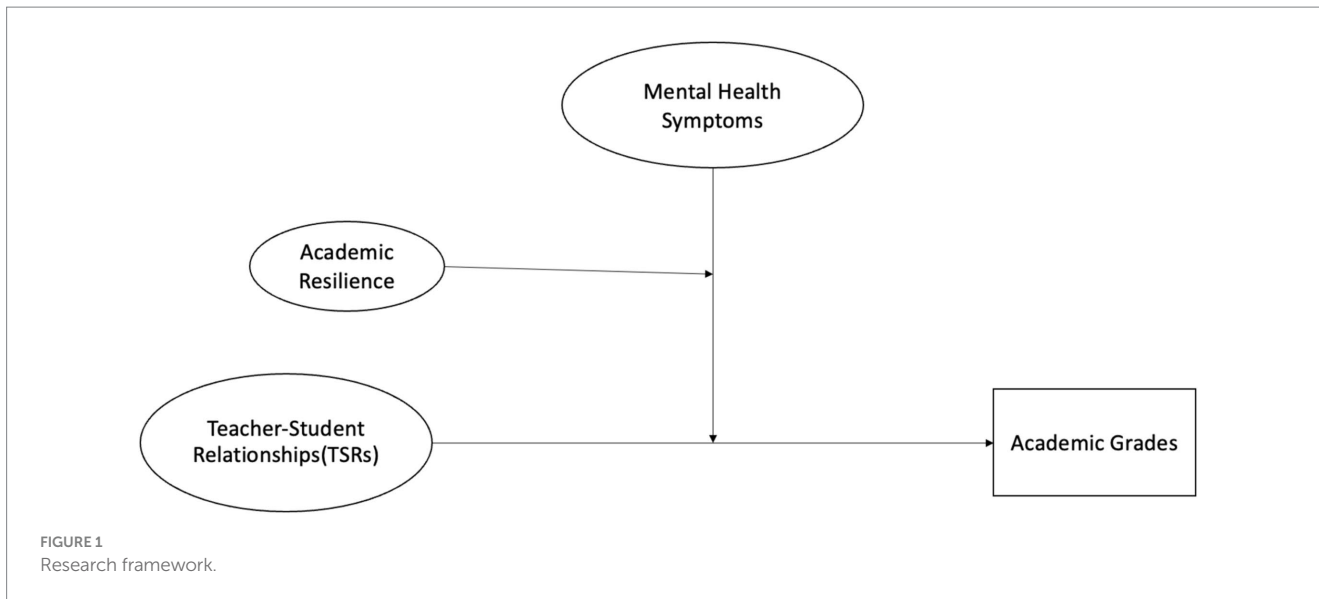 Mental Health
Symptoms
Academic
Resilience
Teacher-Student
Relationships(TSRs)
Academic Grades
FIGURE 1
Research framework.